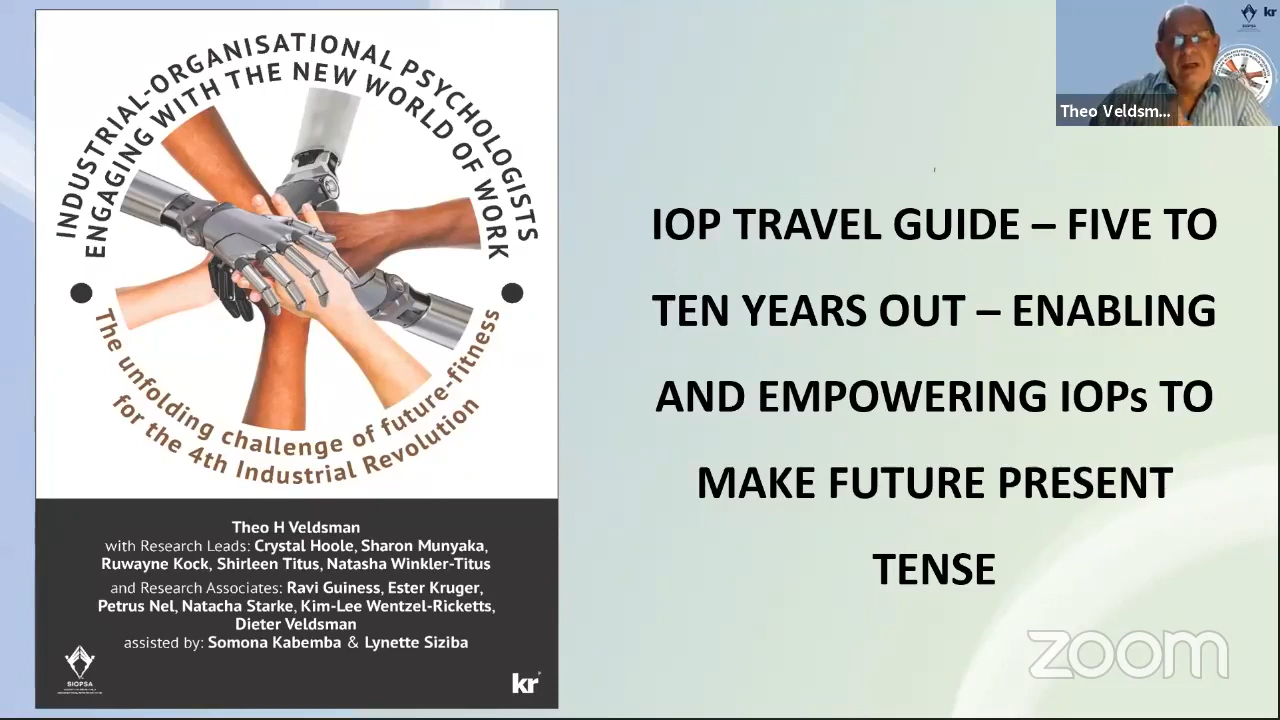 INDUSTRIAL-ORGANISATIONAL PSYCHOLOGISTS
ENGAGING WITH THE NEW WORLD OF WORK
The unfolding challenge of future-fitness
for the 4th Industrial Revolution
Theo H Veldsman
with Research Leads: Crystal Hoole, Sharon Munyaka,
Ruwayne Kock, Shirleen Titus, Natasha Winkler-Titus
and Research Associates: Ravi Guiness, Ester Kruger,
Petrus Nel, Natacha Starke, Kim-Lee Wentzel-Ricketts,
Dieter Veldsman
assisted by: Somona Kabemba & Lynette Siziba
SIOPSA
kr
IOP TRAVEL GUIDE – FIVE TO
TEN YEARS OUT – ENABLING
AND EMPOWERING IOPs TO
MAKE FUTURE PRESENT
TENSE
kr
Theo Veldsm...
zoom